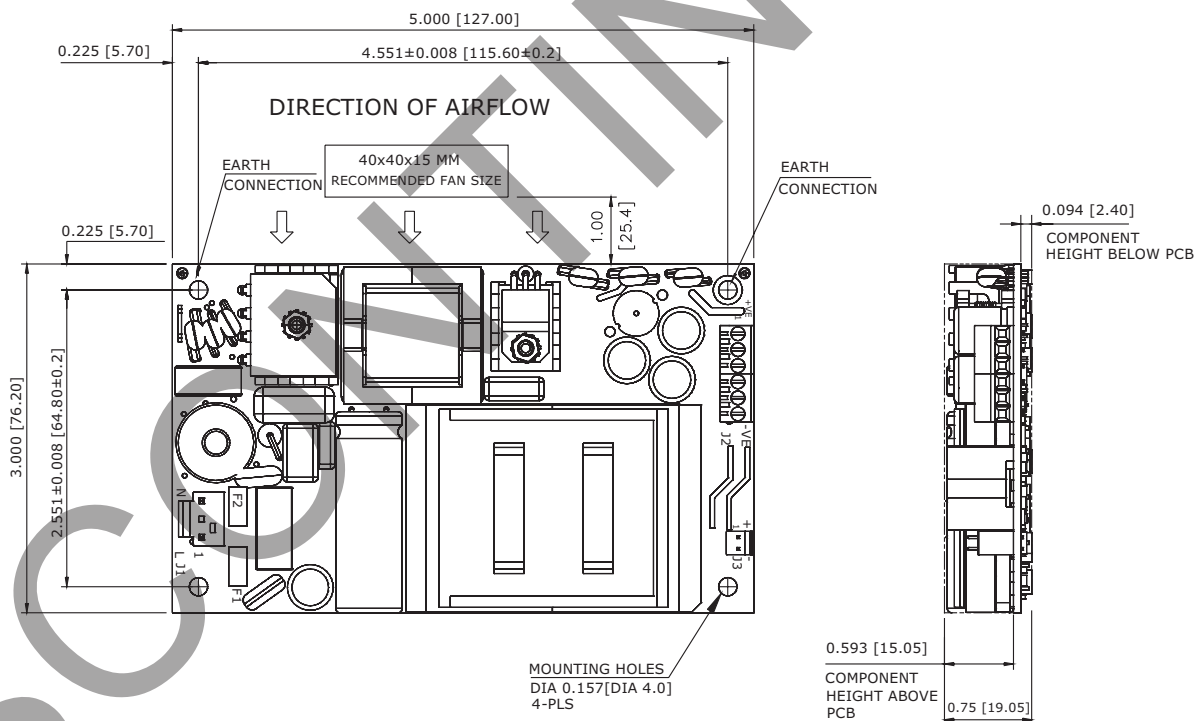 5.000 [127.00]
0.225 [5.70]
4.551±0.008 [115.60±0.2]
DIRECTION OF AIRFLOW
40x40x15 MM
RECOMMENDED FAN SIZE
EARTH
CONNECTION
EARTH
CONNECTION
0.225 [5.70]
1.00
[25.4]
0.094 [2.40]
COMPONENT
HEIGHT BELOW PCB
3.000 [76.20]
2.551±0.008 [64.80±0.2]
+VE
1
-VE
J2
N
F2
L
J1
1
F1
+
1
-
J3
MOUNTING HOLES
DIA 0.157[DIA 4.0]
4-PLS
0.593 [15.05]
COMPONENT
HEIGHT ABOVE
PCB
0.75 [19.05]
CONTIN